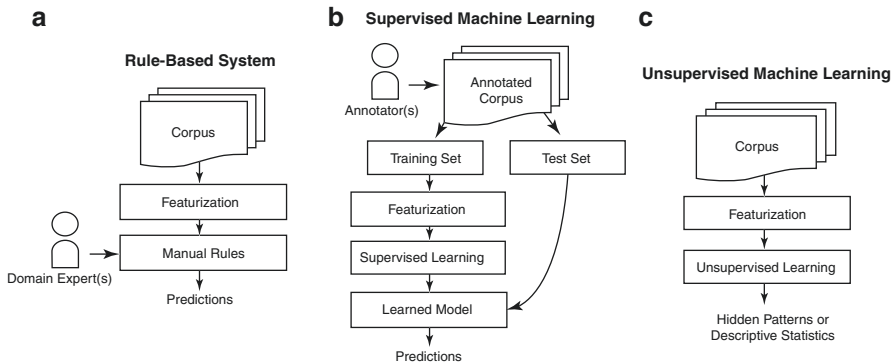 a
Rule-Based System
Corpus
Featurization
Manual Rules
Domain Expert(s)
Predictions
b
Supervised Machine Learning
Annotator(s)
Annotated
Corpus
Training Set
Test Set
Featurization
Supervised Learning
Learned Model
Predictions
c
Unsupervised Machine Learning
Corpus
Featurization
Unsupervised Learning
Hidden Patterns or
Descriptive Statistics